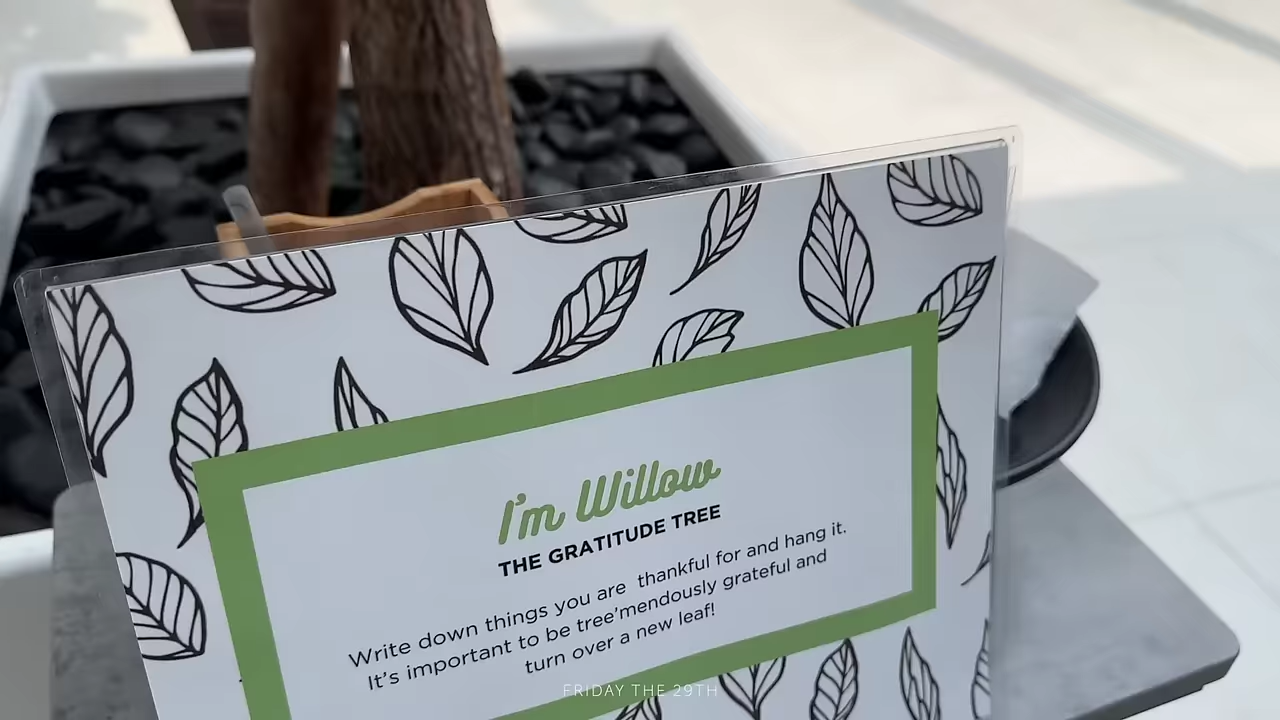 I'm Willow
THE GRATITUDE TREE
Write down things you are thankful for and hang it.
It's important to be tree'mendously grateful and
turn over a new leaf!
FRIDAY THE 29TH